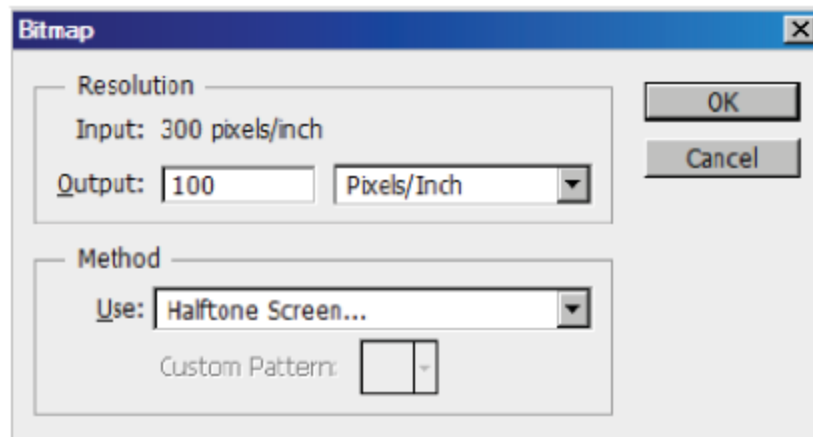 Bitmap
Resolution
Input: 300 pixels/inch
Output: 100 Pixels/Inch
OK
Cancel
Method
Use: Halftone Screen...
Custom Pattern: